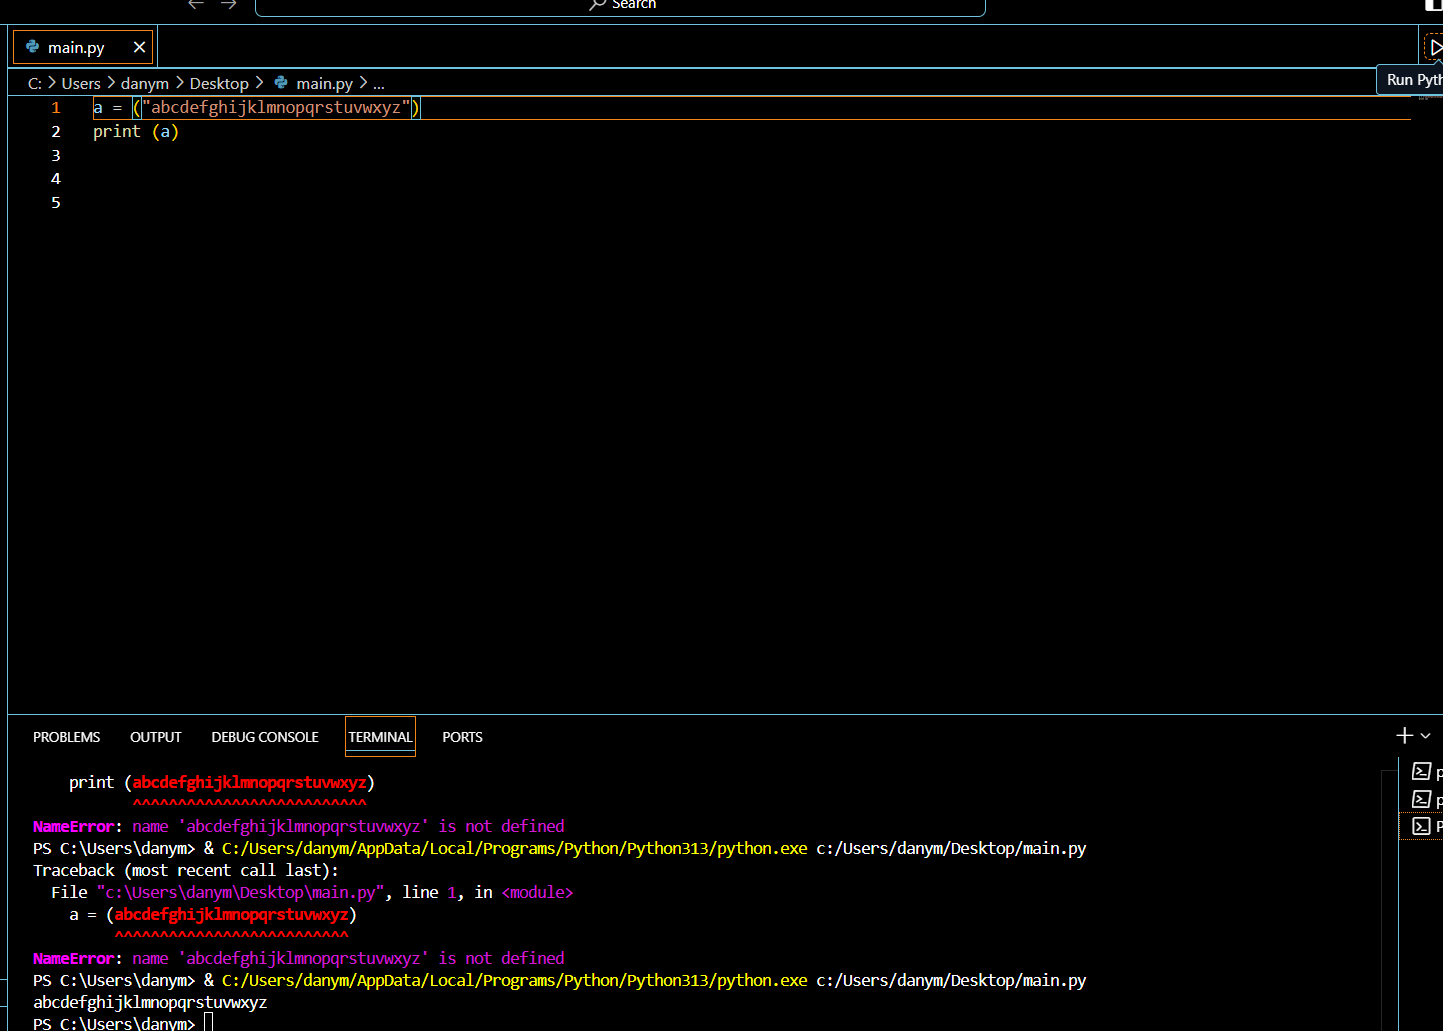 Search
main.py
C: > Users > danym > Desktop > main.py > ...
Run Pyth
1 a = ("abcdefghijklmnopqrstuvwxyz")
2 print (a)
3
4
5
PROBLEMS OUTPUT DEBUG CONSOLE TERMINAL PORTS
print (abcdefghijklmnopqrstuvwxyz)
^^^^^^^^^^^^^^^^^^^^^^^^^^
NameError: name 'abcdefghijklmnopqrstuvwxyz' is not defined
PS C:\Users\danym> & C:/Users/danym/AppData/Local/Programs/Python/Python313/python.exe c:/Users/danym/Desktop/main.py
Traceback (most recent call last):
File "c:\Users\danym\Desktop\main.py", line 1, in <module>
a = (abcdefghijklmnopqrstuvwxyz)
^^^^^^^^^^^^^^^^^^^^^^^^^^
NameError: name 'abcdefghijklmnopqrstuvwxyz' is not defined
PS C:\Users\danym> & C:/Users/danym/AppData/Local/Programs/Python/Python313/python.exe c:/Users/danym/Desktop/main.py
abcdefghijklmnopqrstuvwxyz
PS C:\Users\danym>